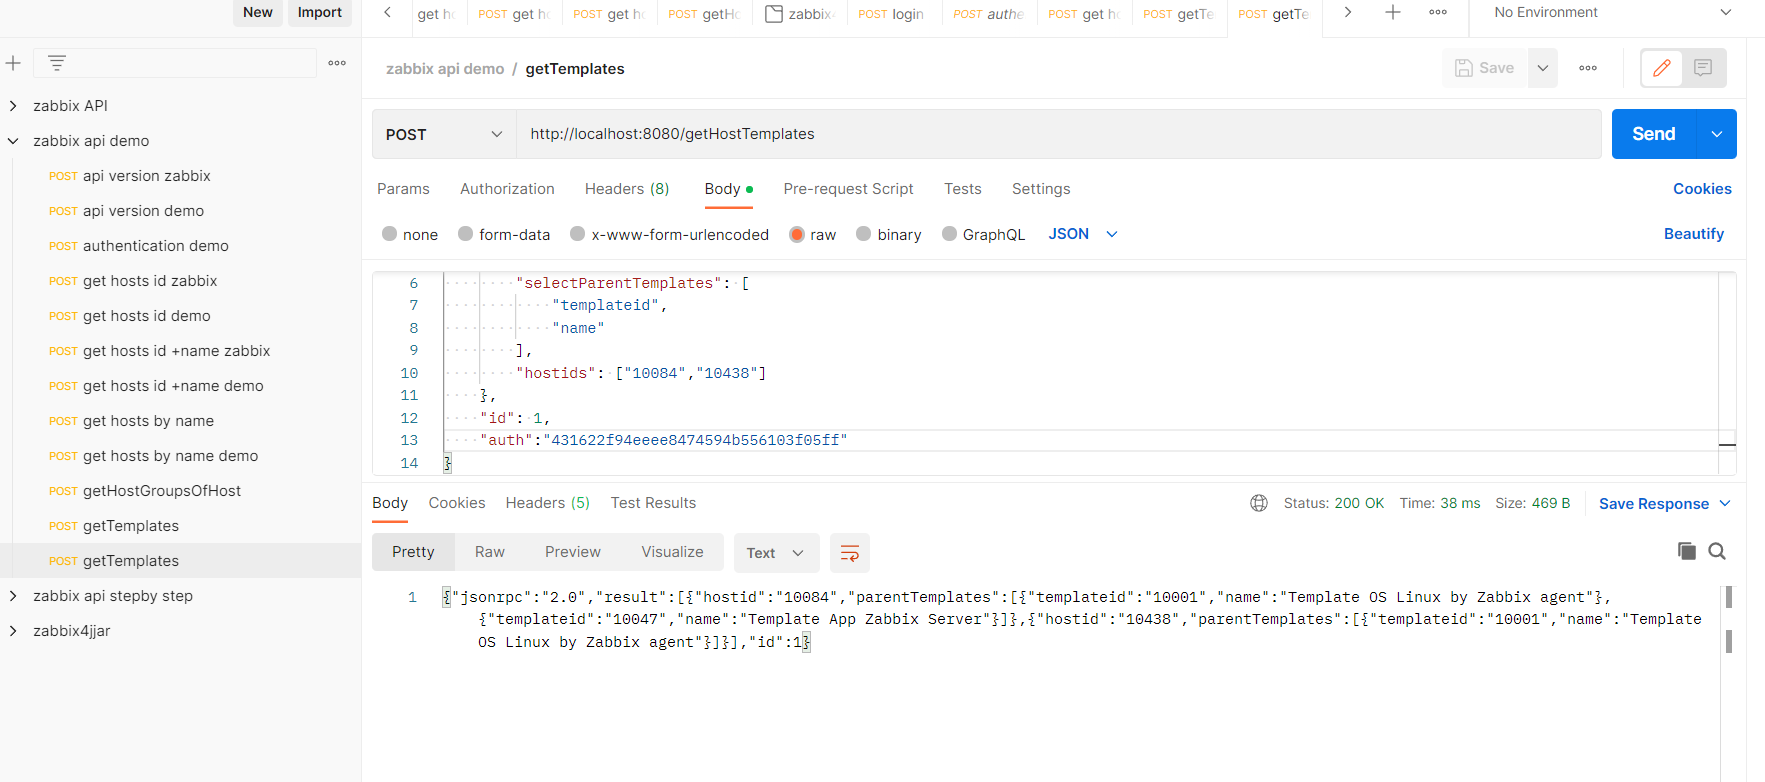 New
Import
get h
POST get h
POST get h
POST getH
zabbix
POST login
POST authe
POST get h
POST getTe
POST getTe
No Environment
zabbix api demo / getTemplates
Save
zabbix API
zabbix api demo
POST api version zabbix
POST api version demo
POST authentication demo
POST get hosts id zabbix
POST get hosts id demo
POST get hosts id +name zabbix
POST get hosts id +name demo
POST get hosts by name
POST get hosts by name demo
POST getHostGroupsOfHost
POST getTemplates
POST getTemplates
zabbix api stepby step
zabbix4jjar
POST
http://localhost:8080/getHostTemplates
Send
Params Authorization Headers (8) Body Pre-request Script Tests Settings
Cookies
none form-data x-www-form-urlencoded raw binary GraphQL JSON
Beautify
6 "selectParentTemplates": [
7 "templateid",
8 "name"
9 ],
10 "hostids": ["10084","10438"]
11 },
12 "id": 1,
13 "auth":"431622f94eeee8474594b556103f05ff"
14 }
Body Cookies Headers (5) Test Results
Status: 200 OK Time: 38 ms Size: 469 B
Save Response
Pretty Raw Preview Visualize Text
1 {"jsonrpc":"2.0","result":[{"hostid":"10084","parentTemplates":[{"templateid":"10001","name":"Template OS Linux by Zabbix agent"},
{"templateid":"10047","name":"Template App Zabbix Server"}]},{"hostid":"10438","parentTemplates":[{"templateid":"10001","name":"Template
OS Linux by Zabbix agent"}]}],"id":1}